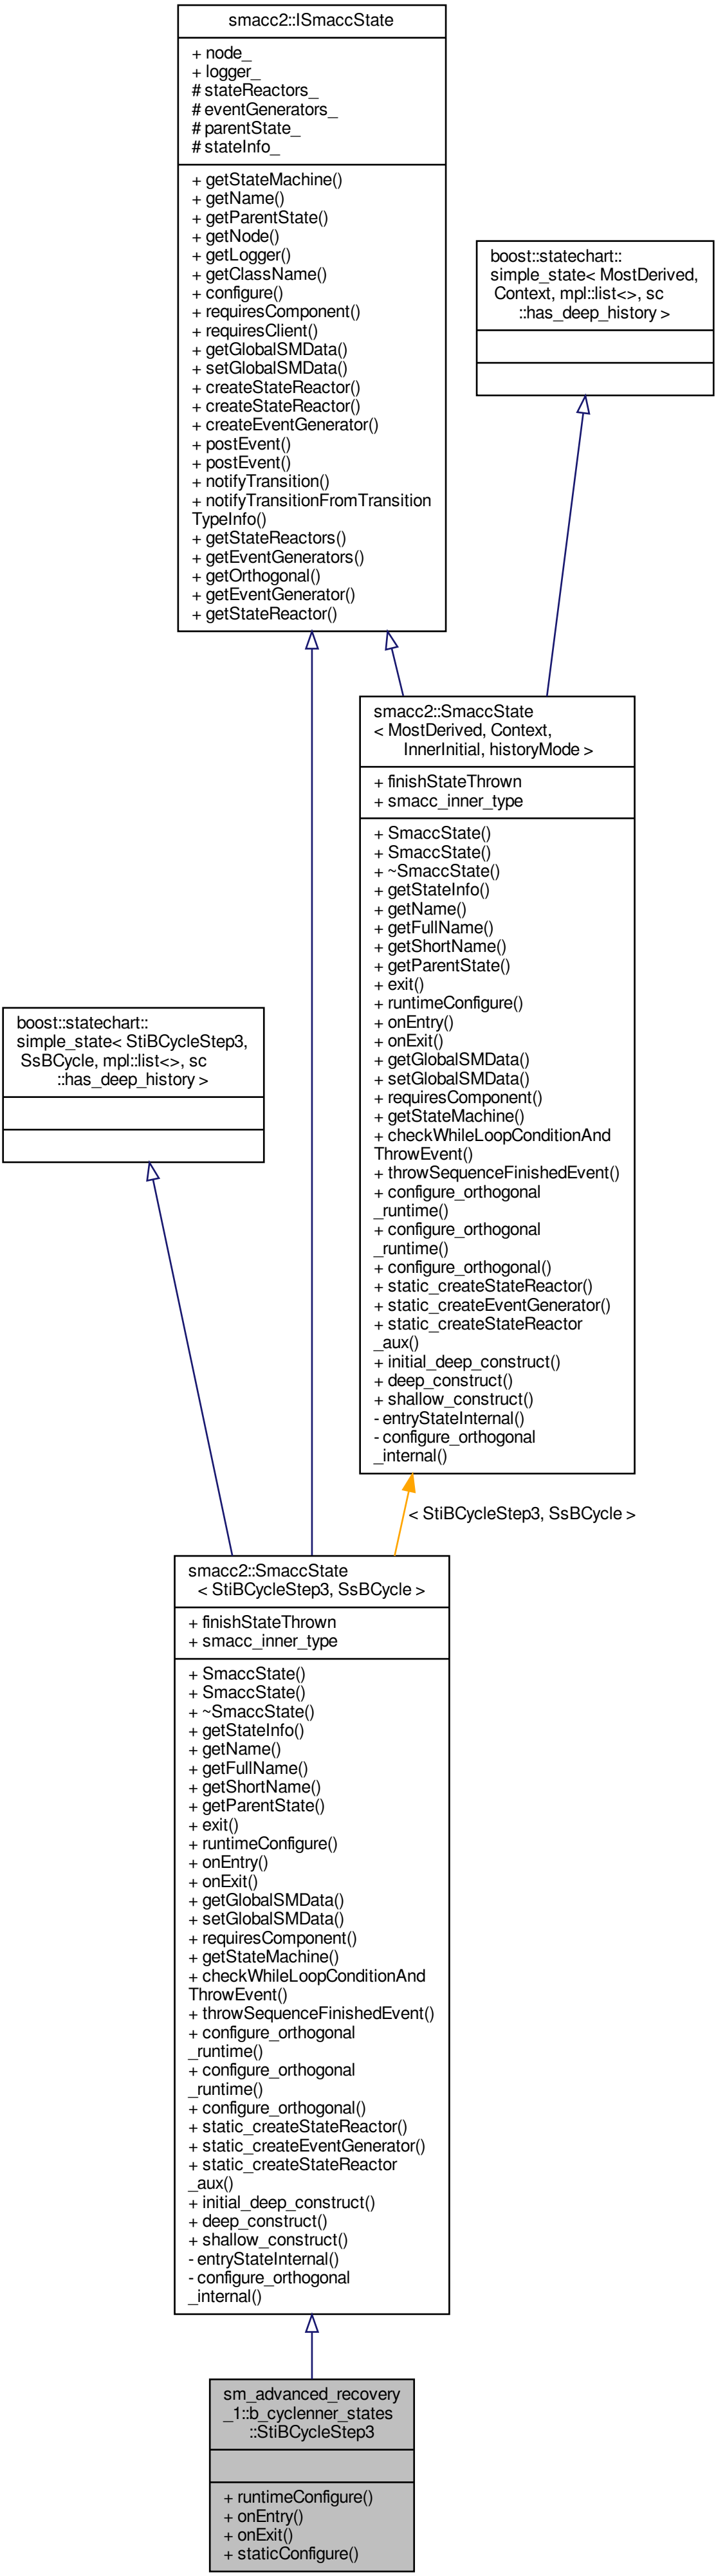 smacc2::ISmaccState
+ node_
+ logger_
# stateReactors_
# eventGenerators_
# parentState_
# stateInfo_
+ getStateMachine()
+ getName()
+ getParentState()
+ getNode()
+ getLogger()
+ getClassName()
+ configure()
+ requiresComponent()
+ requiresClient()
+ getGlobalSMData()
+ setGlobalSMData()
+ createStateReactor()
+ createStateReactor()
+ createEventGenerator()
+ postEvent()
+ postEvent()
+ notifyTransition()
+ notifyTransitionFromTransition
TypeInfo()
+ getStateReactors()
+ getEventGenerators()
+ getOrthogonal()
+ getEventGenerator()
+ getStateReactor()
boost::statechart::
simple_state< MostDerived,
Context, mpl::list<>, sc
::has_deep_history >
smacc2::SmaccState
< MostDerived, Context,
InnerInitial, historyMode >
+ finishStateThrown
+ smacc_inner_type
+ SmaccState()
+ SmaccState()
+ ~SmaccState()
+ getStateInfo()
+ getName()
+ getFullName()
+ getShortName()
+ getParentState()
+ exit()
+ runtimeConfigure()
+ onEntry()
+ onExit()
+ getGlobalSMData()
+ setGlobalSMData()
+ requiresComponent()
+ getStateMachine()
+ checkWhileLoopConditionAnd
ThrowEvent()
+ throwSequenceFinishedEvent()
+ configure_orthogonal
_runtime()
+ configure_orthogonal
_runtime()
+ configure_orthogonal()
+ static_createStateReactor()
+ static_createEventGenerator()
+ static_createStateReactor
_aux()
+ initial_deep_construct()
+ deep_construct()
+ shallow_construct()
- entryStateInternal()
- configure_orthogonal
_internal()
boost::statechart::
simple_state< StiBCycleStep3,
SsBCycle, mpl::list<>, sc
::has_deep_history >
< StiBCycleStep3, SsBCycle >
smacc2::SmaccState
< StiBCycleStep3, SsBCycle >
+ finishStateThrown
+ smacc_inner_type
+ SmaccState()
+ SmaccState()
+ ~SmaccState()
+ getStateInfo()
+ getName()
+ getFullName()
+ getShortName()
+ getParentState()
+ exit()
+ runtimeConfigure()
+ onEntry()
+ onExit()
+ getGlobalSMData()
+ setGlobalSMData()
+ requiresComponent()
+ getStateMachine()
+ checkWhileLoopConditionAnd
ThrowEvent()
+ throwSequenceFinishedEvent()
+ configure_orthogonal
_runtime()
+ configure_orthogonal
_runtime()
+ configure_orthogonal()
+ static_createStateReactor()
+ static_createEventGenerator()
+ static_createStateReactor
_aux()
+ initial_deep_construct()
+ deep_construct()
+ shallow_construct()
- entryStateInternal()
- configure_orthogonal
_internal()
sm_advanced_recovery
_1::b_cyclenner_states
::StiBCycleStep3
+ runtimeConfigure()
+ onEntry()
+ onExit()
+ staticConfigure()